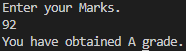 Enter your Marks.
92
You have obtained A grade.